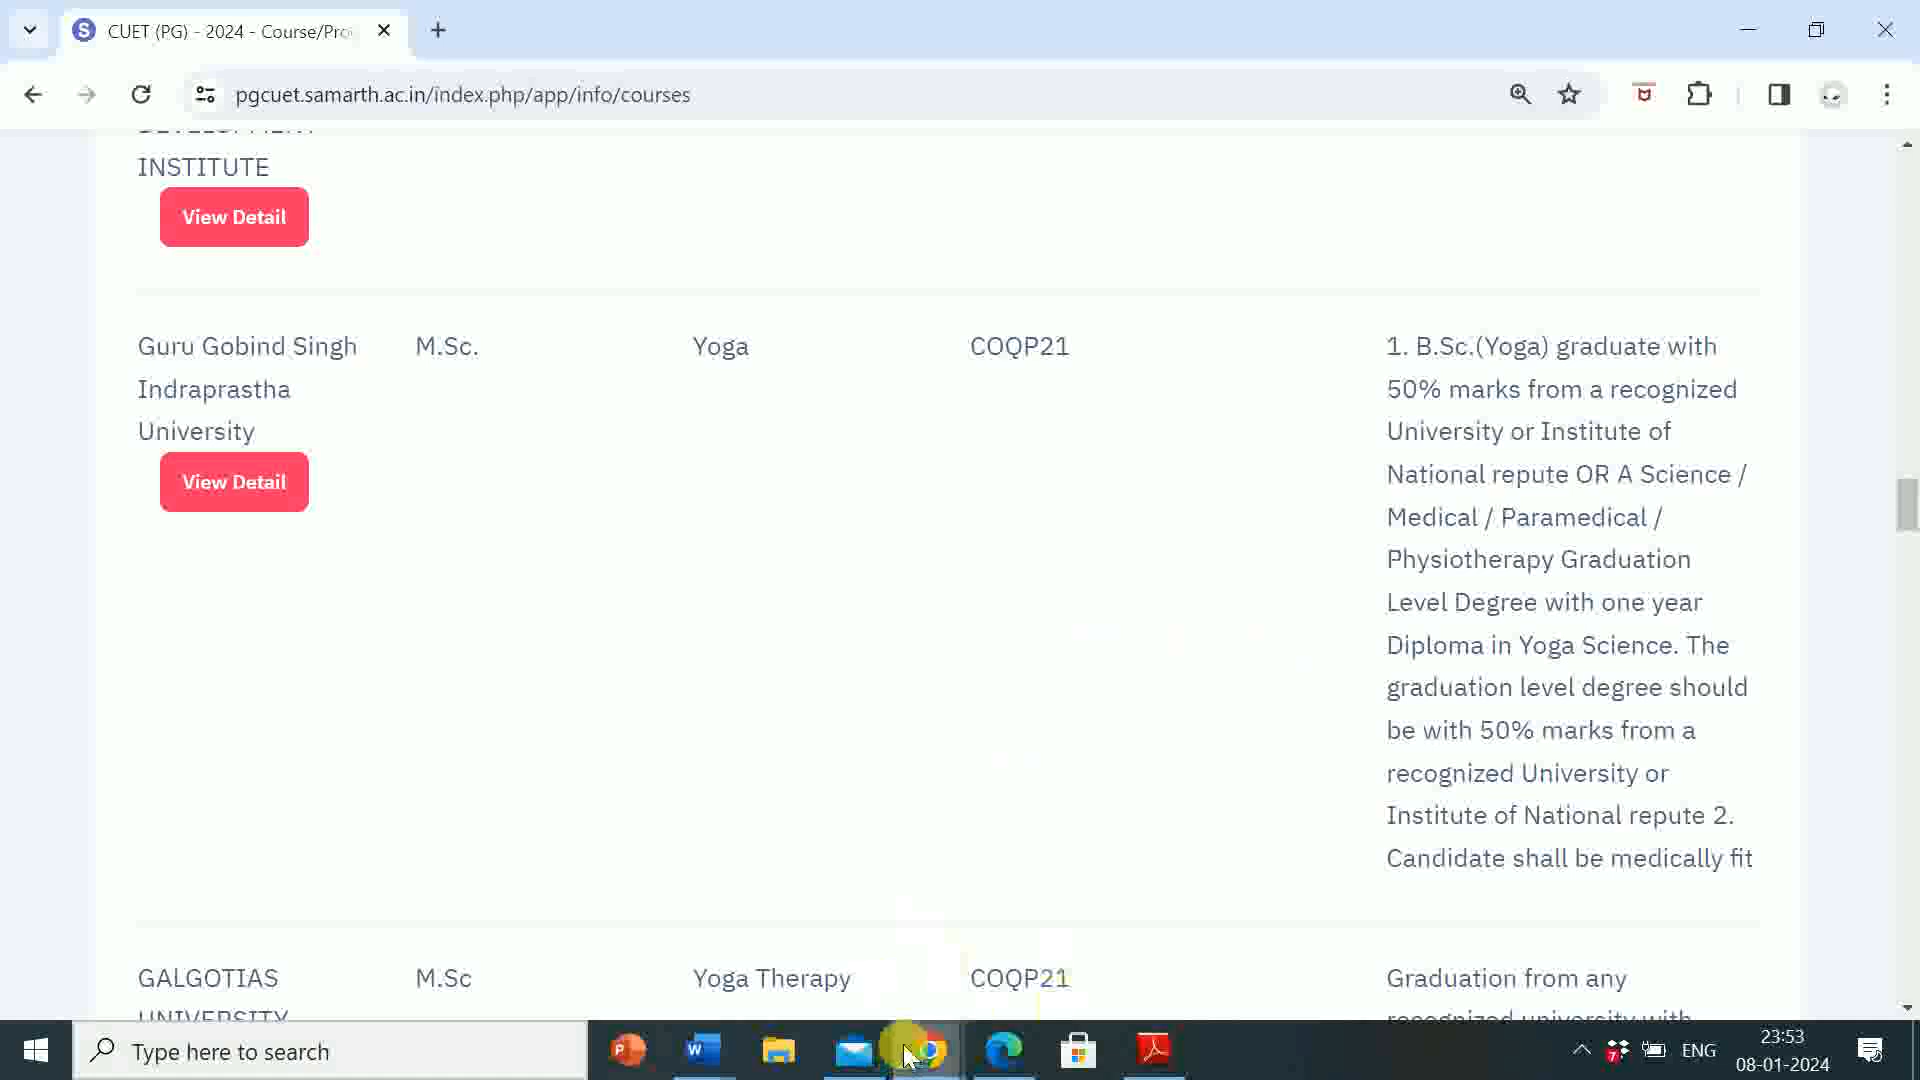 CUET (PG) - 2024 - Course/Pro
pgcuet.samarth.ac.in/index.php/app/info/courses
INSTITUTE
View Detail
Guru Gobind Singh
Indraprastha
University
View Detail
M.Sc.
Yoga
COQP21
1. B.Sc.(Yoga) graduate with
50% marks from a recognized
University or Institute of
National repute OR A Science /
Medical / Paramedical /
Physiotherapy Graduation
Level Degree with one year
Diploma in Yoga Science. The
graduation level degree should
be with 50% marks from a
recognized University or
Institute of National repute 2.
Candidate shall be medically fit
GALGOTIAS
UNIVERSITY
M.Sc
Yoga Therapy
COQP21
Graduation from any
recognized university with
Type here to search
7
ENG
23:53
08-01-2024